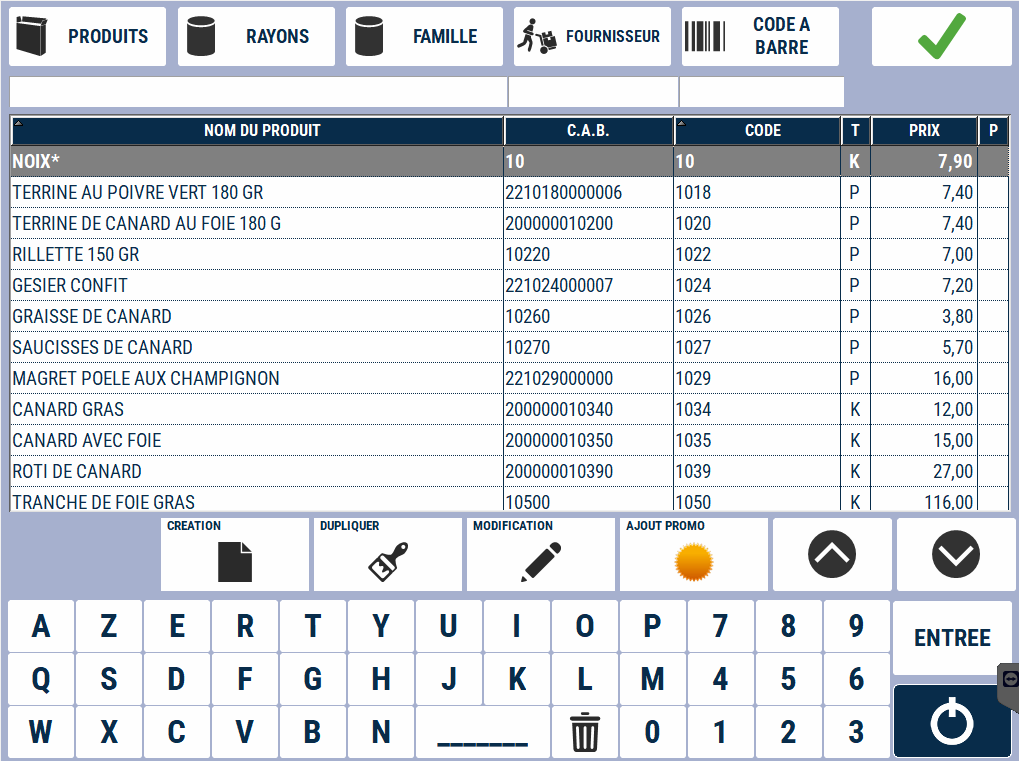 PRODUITS RAYONS FAMILLE FOURNISSEUR CODE A BARRE
NOM DU PRODUIT C.A.B. CODE T PRIX P
NOIX* 10 10 K 7,90
TERRINE AU POIVRE VERT 180 GR 2210180000006 1018 P 7,40
TERRINE DE CANARD AU FOIE 180 G 200000010200 1020 P 7,40
RILLETTE 150 GR 10220 1022 P 7,00
GESIER CONFIT 221024000007 1024 P 7,20
GRAISSE DE CANARD 10260 1026 P 3,80
SAUCISSES DE CANARD 10270 1027 P 5,70
MAGRET POELE AUX CHAMPIGNON 221029000000 1029 P 16,00
CANARD GRAS 200000010340 1034 K 12,00
CANARD AVEC FOIE 200000010350 1035 K 15,00
ROTI DE CANARD 200000010390 1039 K 27,00
TRANCHE DE FOIE GRAS 10500 1050 K 116,00
CREATION DUPLIQUER MODIFICATION AJOUT PROMO
A Z E R T Y U I O P 7 8 9
ENTREE
Q S D F G H J K L M 4 5 6
W X C V B N _______ 0 1 2 3